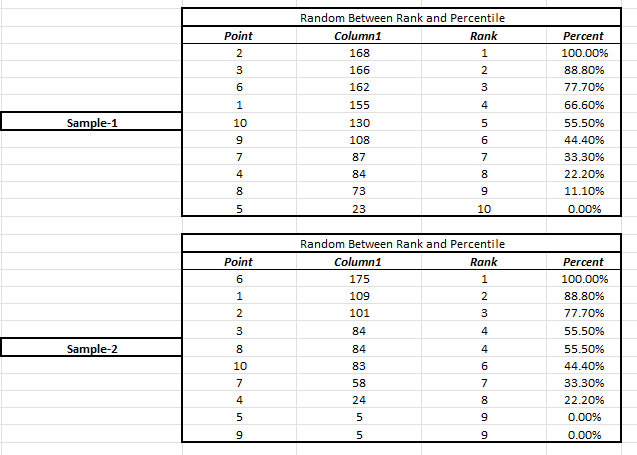 Random Between Rank and Percentile
Point Column1 Rank Percent
2 168 1 100.00%
3 166 2 88.80%
6 162 3 77.70%
1 155 4 66.60%
Sample-1 10 130 5 55.50%
9 108 6 44.40%
7 87 7 33.30%
4 84 8 22.20%
8 73 9 11.10%
5 23 10 0.00%
Random Between Rank and Percentile
Point Column1 Rank Percent
6 175 1 100.00%
1 109 2 88.80%
2 101 3 77.70%
3 84 4 55.50%
Sample-2 8 84 4 55.50%
10 83 6 44.40%
7 58 7 33.30%
4 24 8 22.20%
5 5 9 0.00%
9 5 9 0.00%